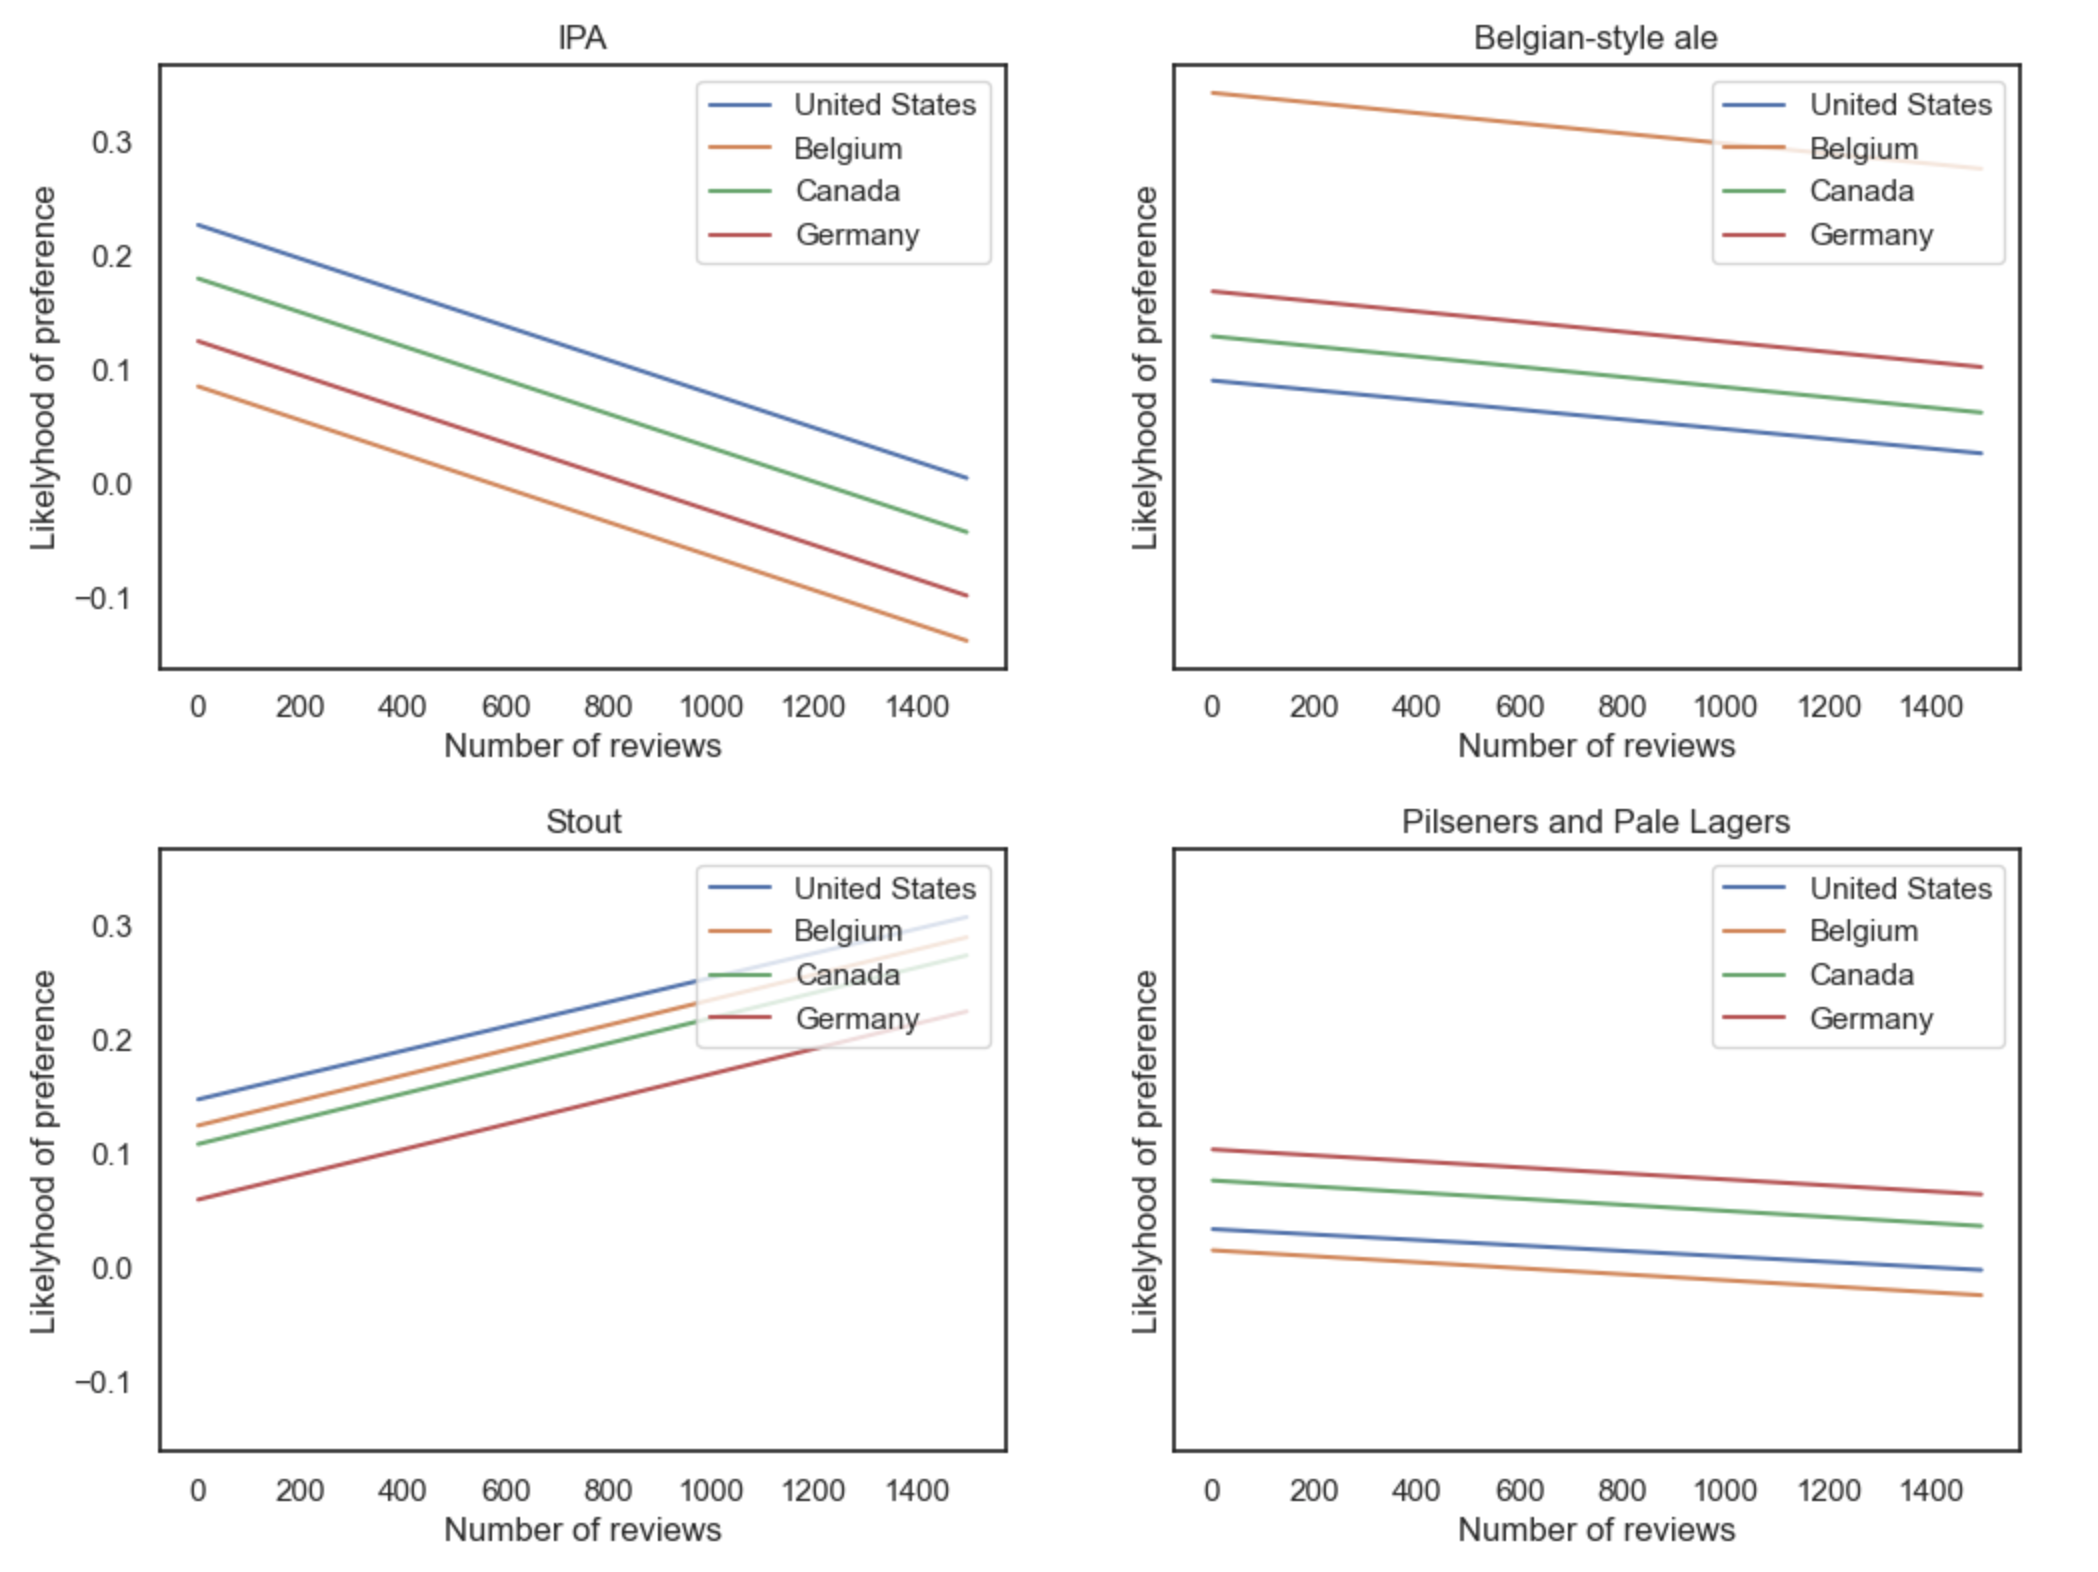 IPA
Likelyhood of preference
0.3
0.2
0.1
0.0
−0.1
United States
Belgium
Canada
Germany
0 200 400 600 800 1000 1200 1400
Number of reviews
Belgian-style ale
Likelyhood of preference
United States
Belgium
Canada
Germany
0 200 400 600 800 1000 1200 1400
Number of reviews
Stout
Likelyhood of preference
0.3
0.2
0.1
0.0
−0.1
United States
Belgium
Canada
Germany
0 200 400 600 800 1000 1200 1400
Number of reviews
Pilseners and Pale Lagers
Likelyhood of preference
United States
Belgium
Canada
Germany
0 200 400 600 800 1000 1200 1400
Number of reviews